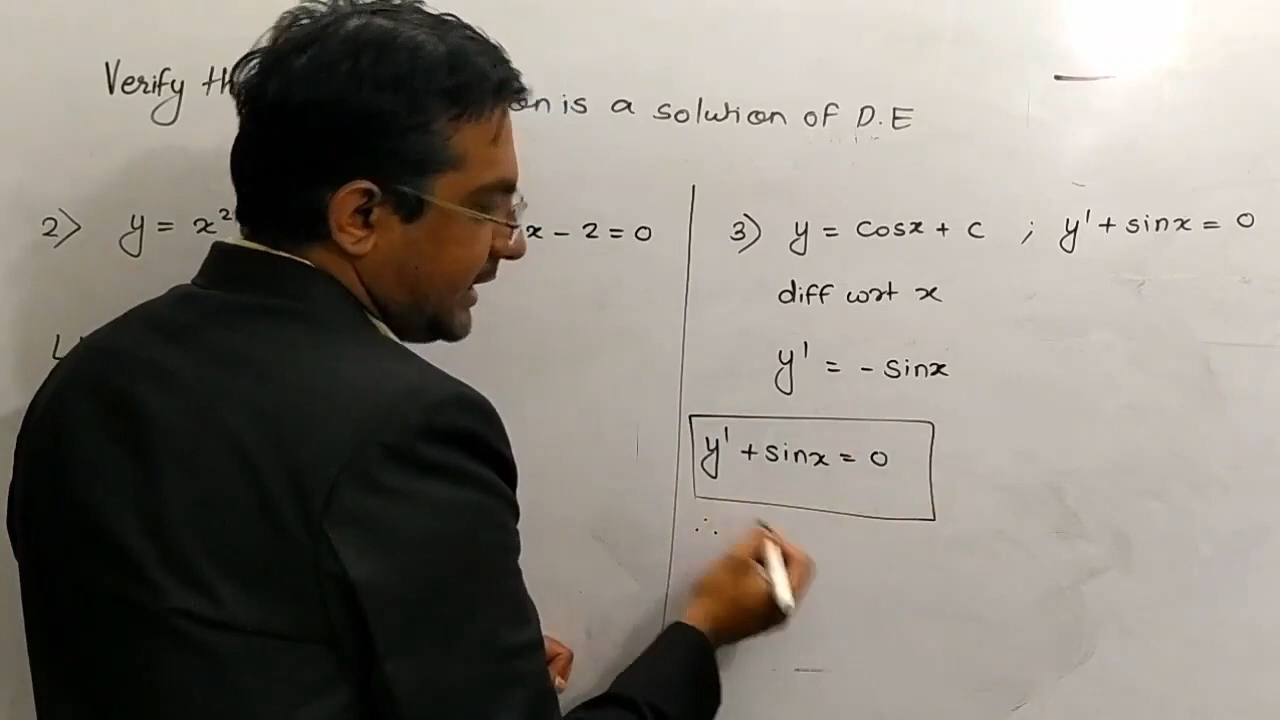 Verify th on is a solution of D.E
2) y = x² x - 2 = 0
3) y = cosx + c ; y' + sinx = 0
diff wrt x
y' = - sinx
y' + sinx = 0
∴